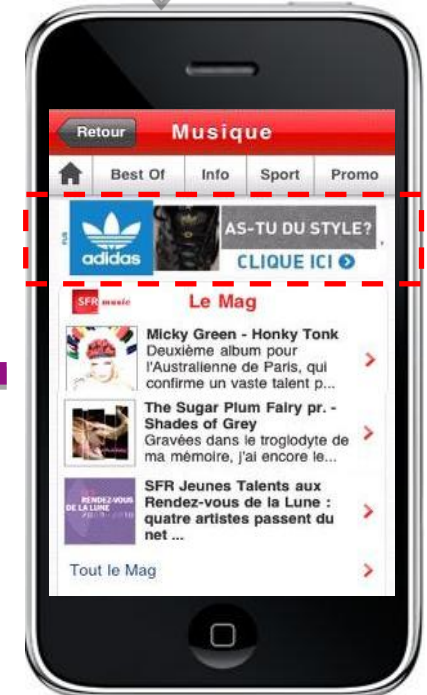 Retour Musique
Best Of Info Sport Promo
PUB
adidas
AS-TU DU STYLE?
CLIQUE ICI
SFR music Le Mag
Micky Green - Honky Tonk
Deuxième album pour
l'Australienne de Paris, qui
confirme un vaste talent p...
The Sugar Plum Fairy pr. -
Shades of Grey
Gravées dans le troglodyte de
ma mémoire, j'ai encore le...
RENDEZ-VOUS
DE LA LUNE
SFR Jeunes Talents aux
Rendez-vous de la Lune :
quatre artistes passent du
net ...
Tout le Mag